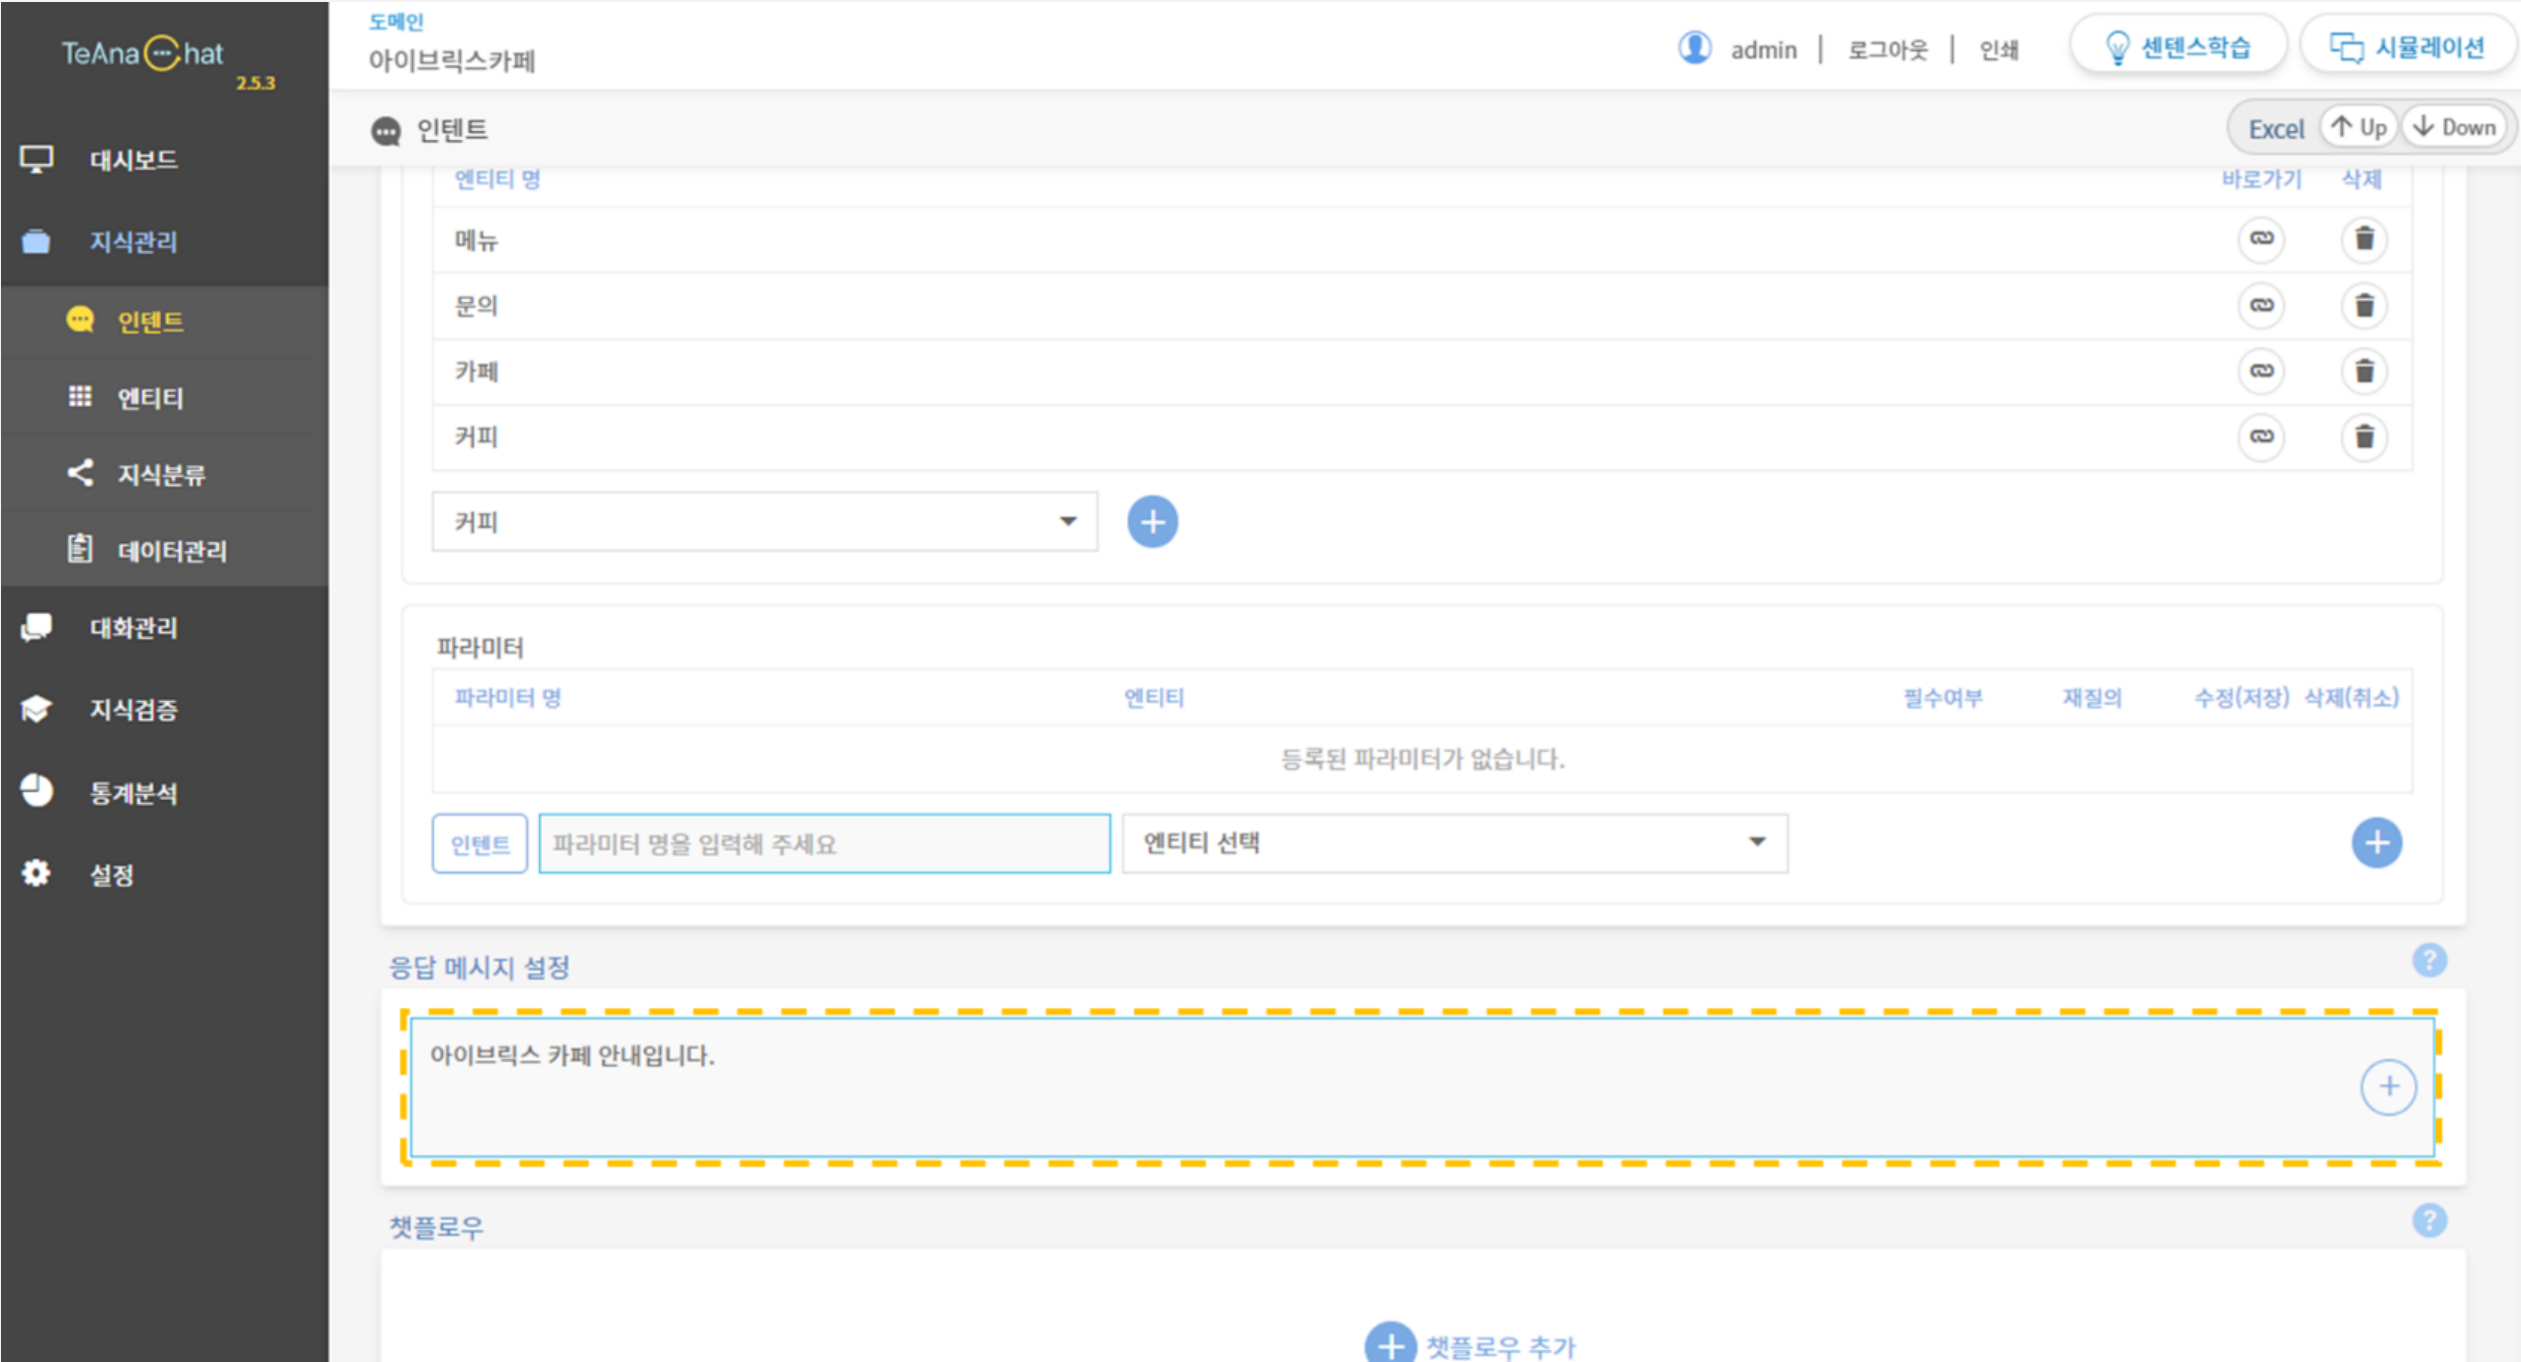 TeAnaChat
2.5.3
대시보드
지식관리
인텐트
엔티티
지식분류
데이터관리
대화관리
지식검증
통계분석
설정
도메인
아이브릭스카페
admin | 로그아웃 | 인쇄
센텐스학습
시뮬레이션
인텐트
Excel Up Down
엔티티 명 바로가기 삭제
메뉴
문의
카페
커피
커피
파라미터
파라미터 명 엔티티 필수여부 재질의 수정(저장) 삭제(취소)
등록된 파라미터가 없습니다.
인텐트 파라미터 명을 입력해 주세요 엔티티 선택
응답 메시지 설정 ?
아이브릭스 카페 안내입니다.
챗플로우 ?
챗플로우 추가